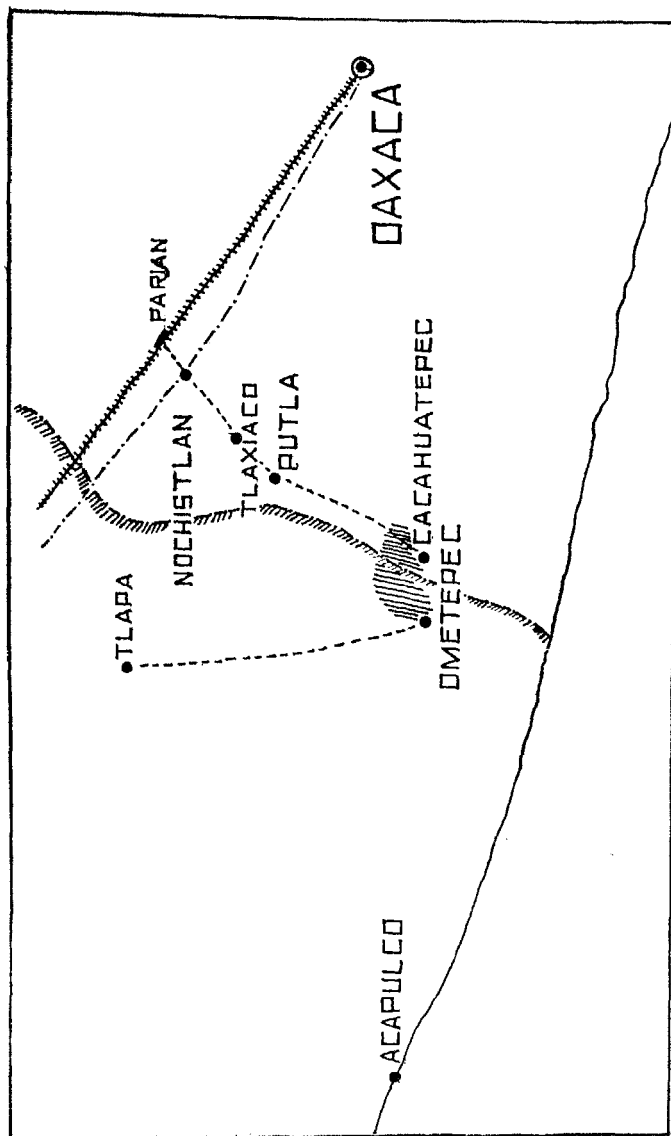 TLAPA
PARIAN
NOCHISTLAN
TLAXIACO
PUTLA
ACAPULCO
OAXACA
CACAHUATEPEC
OMETEPEC